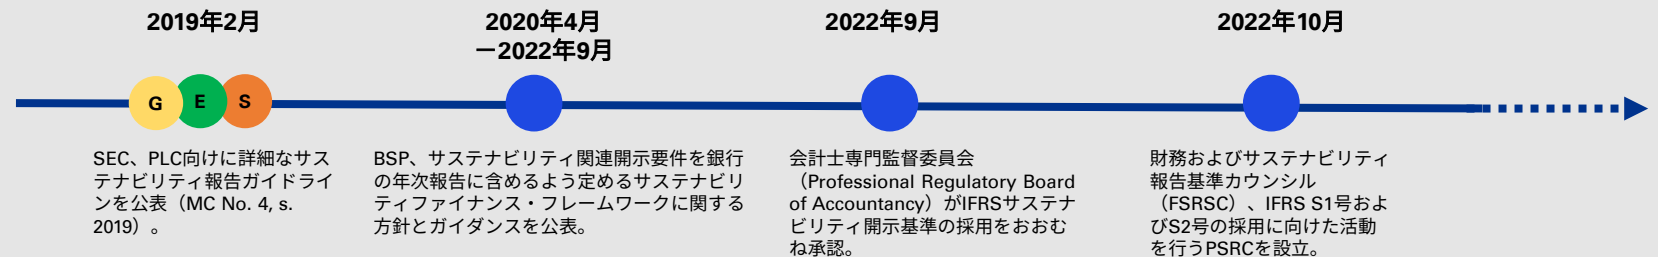 2019年2月
2020年4月
－2022年9月
2022年9月
2022年10月
G
E
S
SEC、PLC向けに詳細なサス
テナビリティ報告ガイドライ
ンを公表（MC No. 4, s.
2019）。
BSP、サステナビリティ関連開示要件を銀行
の年次報告に含めるよう定めるサステナビリ
ティファイナンス・フレームワークに関する
方針とガイダンスを公表。
会計士専門監督委員会
（Professional Regulatory Board
of Accountancy）がIFRSサステナ
ビリティ開示基準の採用をおおむ
ね承認。
財務およびサステナビリティ
報告基準カウンシル
（FSRSC）、IFRS S1号およ
びS2号の採用に向けた活動
を行うPSRCを設立。